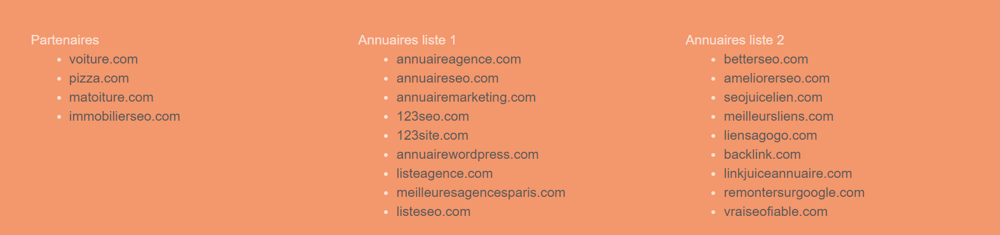 Partenaires
voiture.com
pizza.com
matoiture.com
immobilierseo.com
Annuaires liste 1
annuaireagence.com
annuaireseo.com
annuairemarketing.com
123seo.com
123site.com
annuairewordpress.com
listeagence.com
meilleuresagencesparis.com
listeseo.com
Annuaires liste 2
betterseo.com
ameliorerseo.com
seojuicelien.com
meilleursliens.com
liensagogo.com
backlink.com
linkjuiceannuaire.com
remontersurgoogle.com
vraiseofiable.com